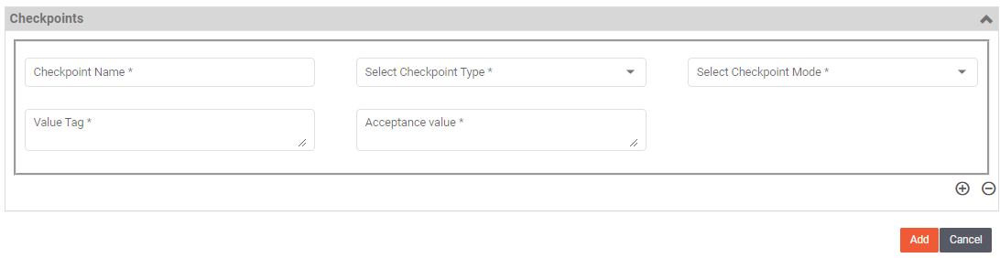 Checkpoints
Checkpoint Name *
Select Checkpoint Type *
Select Checkpoint Mode *
Value Tag *
Acceptance value *
Add
Cancel